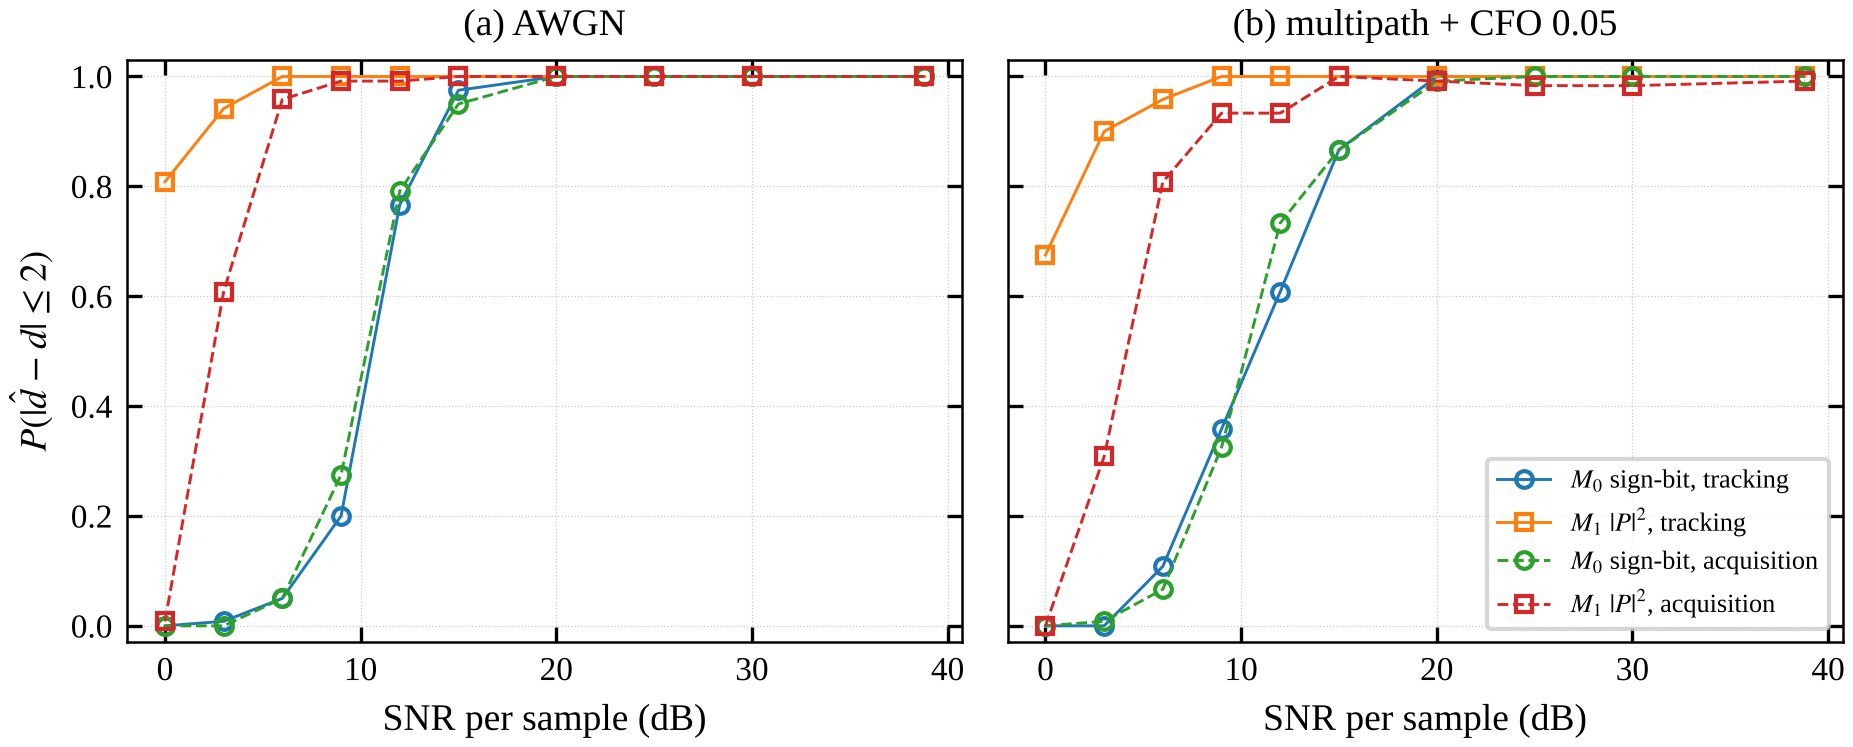 (a) AWGN
(b) multipath + CFO 0.05
P(|d̂ − d| ≤ 2)
1.0
0.8
0.6
0.4
0.2
0.0
0 10 20 30 40
0 10 20 30 40
SNR per sample (dB)
SNR per sample (dB)
M₀ sign-bit, tracking
M₁ |P|², tracking
M₀ sign-bit, acquisition
M₁ |P|², acquisition